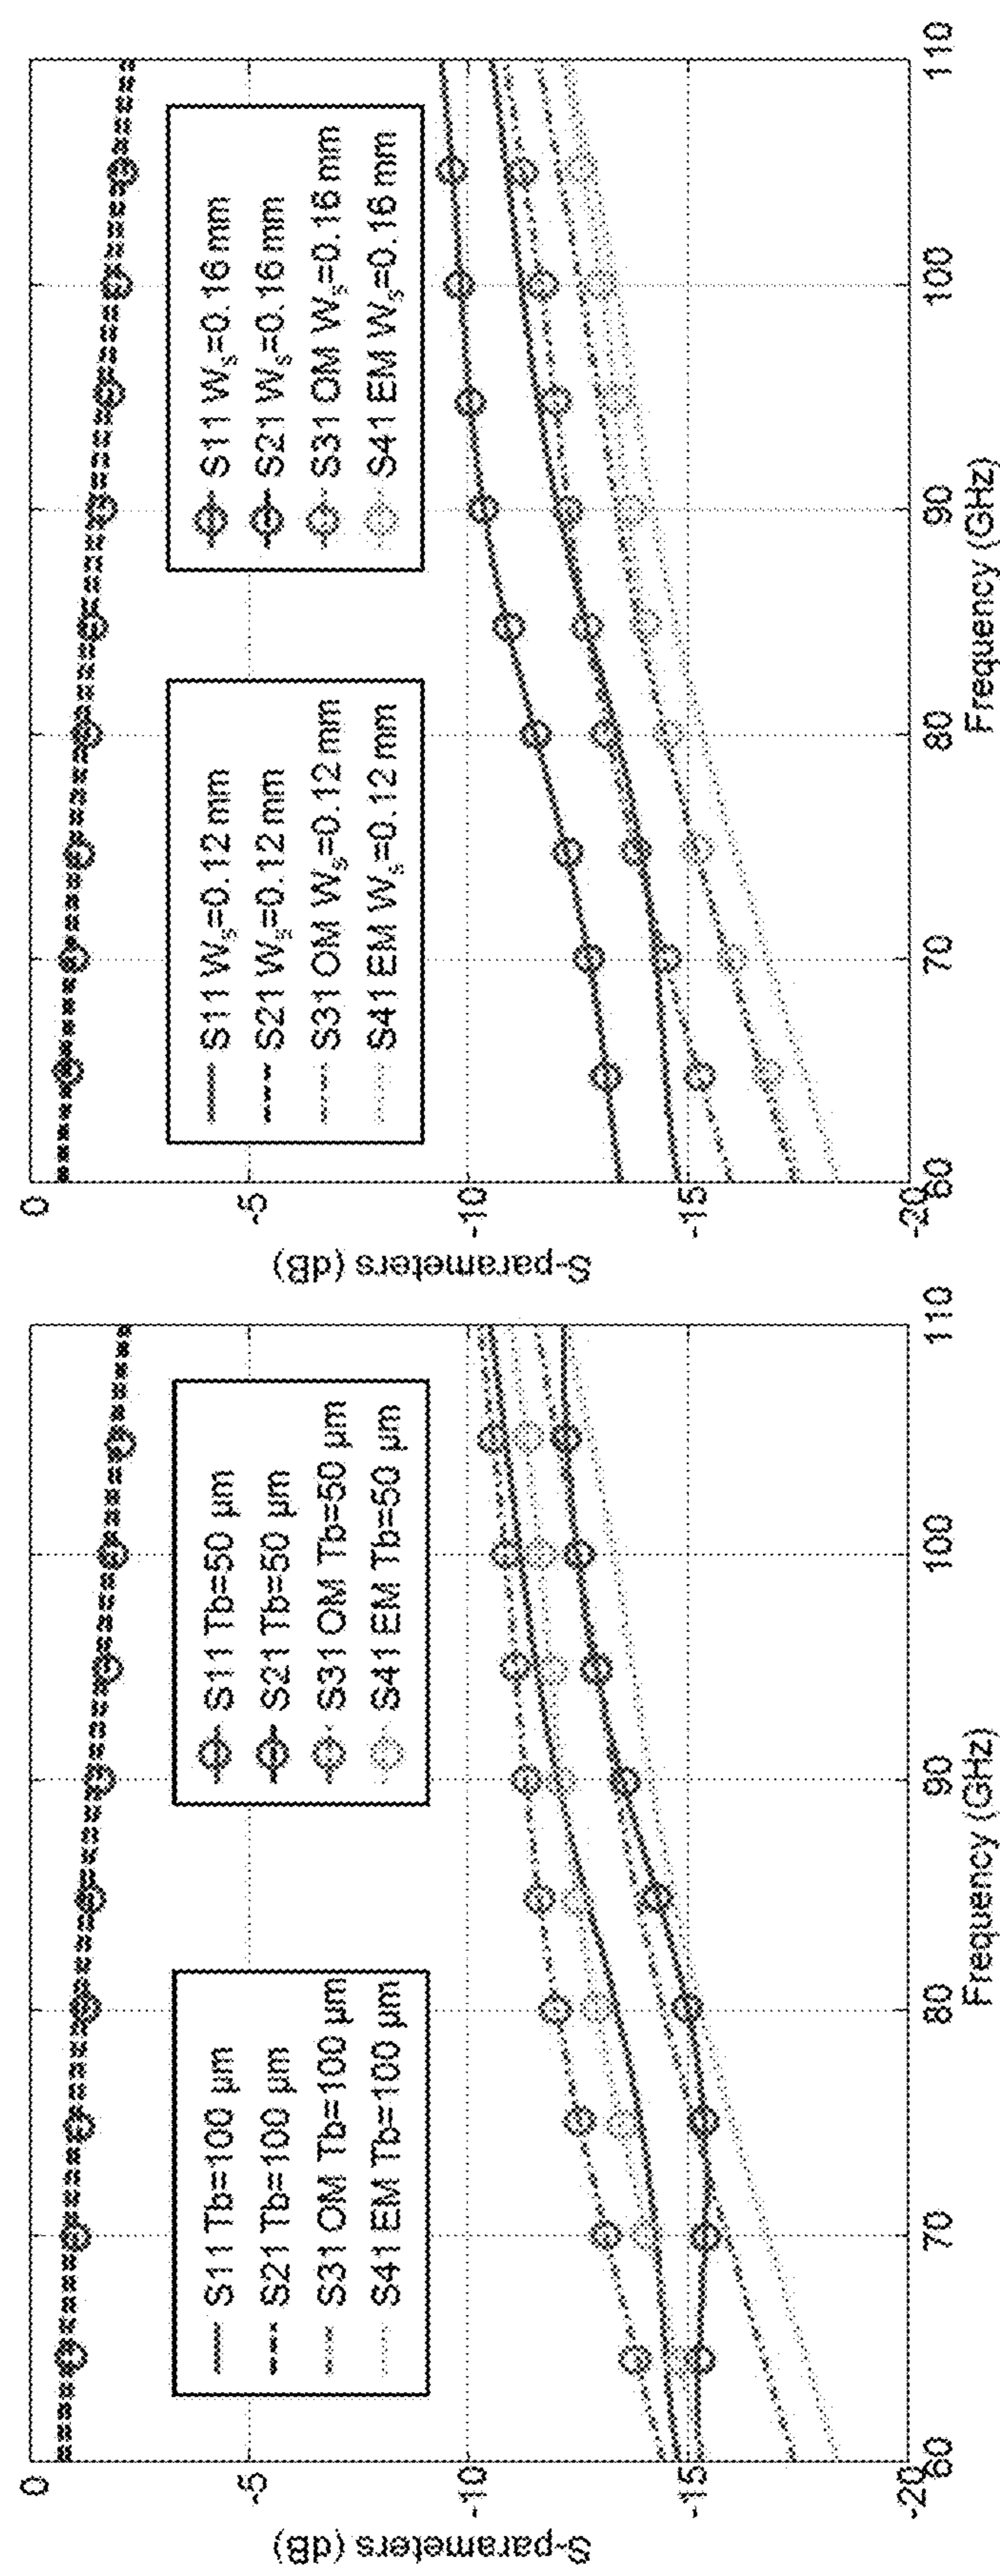 S-parameters (dB)
0
-5
-10
-15
-20
60
70
80
90
100
110
Frequency (GHz)
S11 Tb=100 µm
S21 Tb=100 µm
S31 OM Tb=100 µm
S41 EM Tb=100 µm
S11 Tb=50 µm
S21 Tb=50 µm
S31 OM Tb=50 µm
S41 EM Tb=50 µm
S-parameters (dB)
0
-5
-10
-15
-20
60
70
80
90
100
110
Frequency (GHz)
S11 Wₛ=0.12 mm
S21 Wₛ=0.12 mm
S31 OM Wₛ=0.12 mm
S41 EM Wₛ=0.12 mm
S11 Wₛ=0.16 mm
S21 Wₛ=0.16 mm
S31 OM Wₛ=0.16 mm
S41 EM Wₛ=0.16 mm